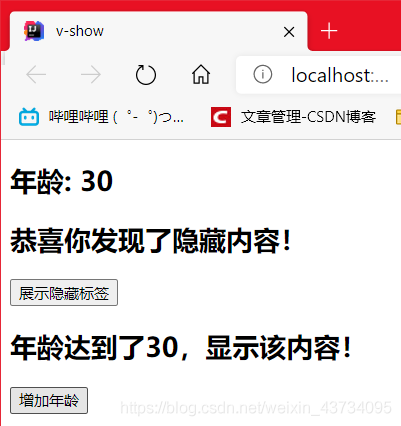 v-show
localhost:...
哔哩哔哩 (゜-゜)つ...
文章管理-CSDN博客
年龄: 30
恭喜你发现了隐藏内容！
展示隐藏标签
年龄达到了30，显示该内容！
增加年龄
https://blog.csdn.net/weixin_43734095